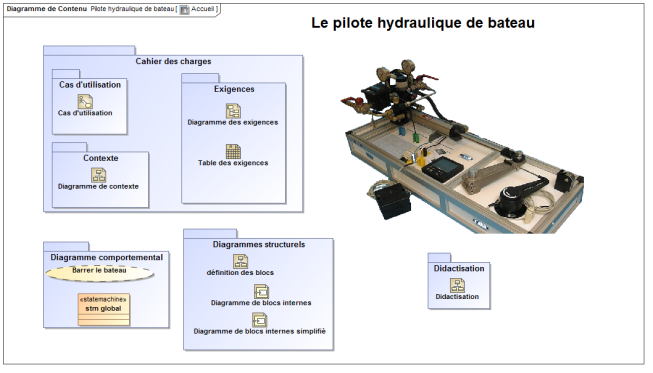 Diagramme de Contenu Pilote hydraulique de bateau [ Accueil ]
Le pilote hydraulique de bateau
Cahier des charges
Cas d'utilisation
Cas d'utilisation
Exigences
Diagramme des exigences
Table des exigences
Contexte
Diagramme de contexte
Diagramme comportemental
Barrer le bateau
«statemachine»
stm global
Diagrammes structurels
définition des blocs
Diagramme de blocs internes
Diagramme de blocs internes simplifié
Didactisation
Didactisation